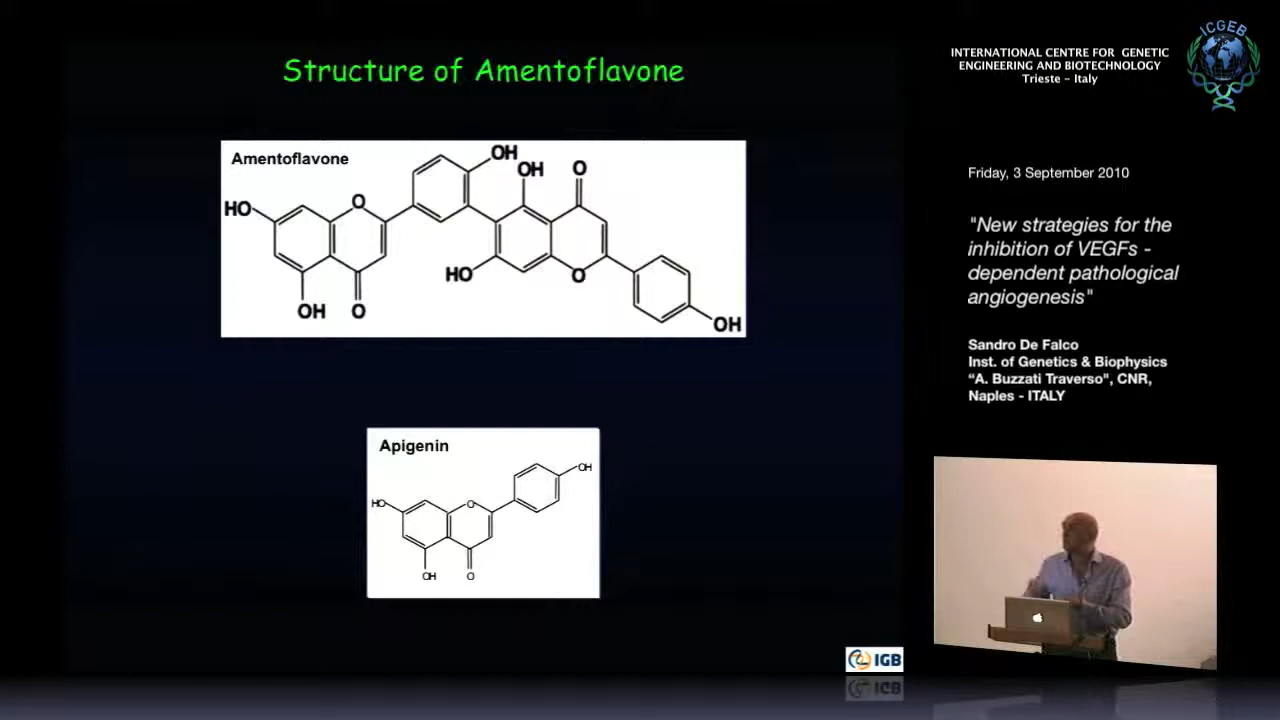 Structure of Amentoflavone
Amentoflavone
OH
OH
O
HO
O
HO
O
OH
O
OH
Apigenin
OH
HO
O
OH
O
IGB
ICGEB
INTERNATIONAL CENTRE FOR GENETIC
ENGINEERING AND BIOTECHNOLOGY
Trieste – Italy
Friday, 3 September 2010
"New strategies for the
inhibition of VEGFs -
dependent pathological
angiogenesis"
Sandro De Falco
Inst. of Genetics & Biophysics
“A. Buzzati Traverso", CNR,
Naples - ITALY